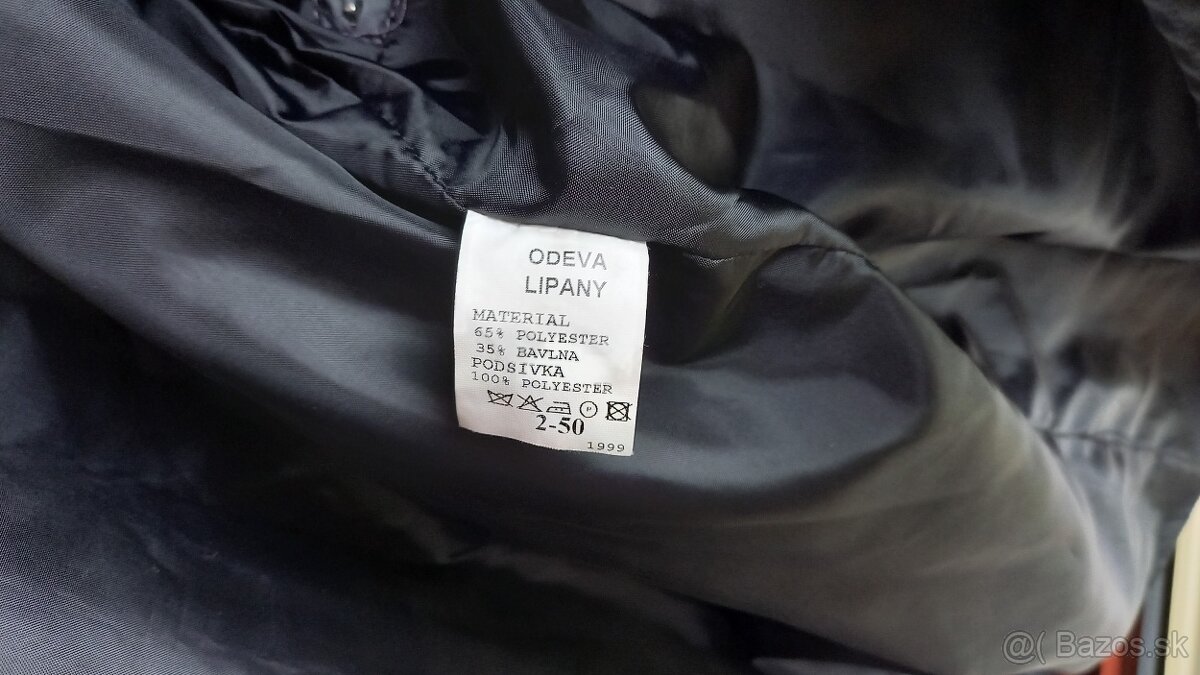 ODEVA
LIPANY
MATERIAL
65% POLYESTER
35% BAVLNA
PODSIVKA
100% POLYESTER
P
2-50
1999
@( Bazos.sk